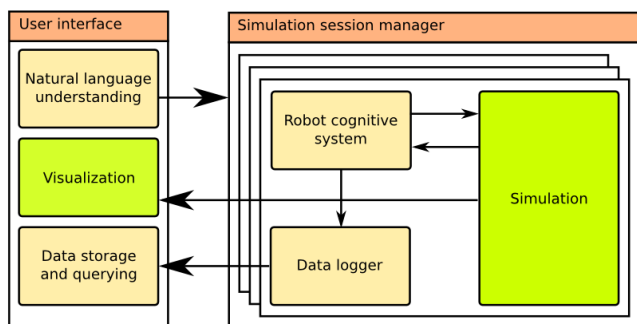 User interface
Natural language
understanding
Visualization
Data storage
and querying
Simulation session manager
Robot cognitive
system
Data logger
Simulation